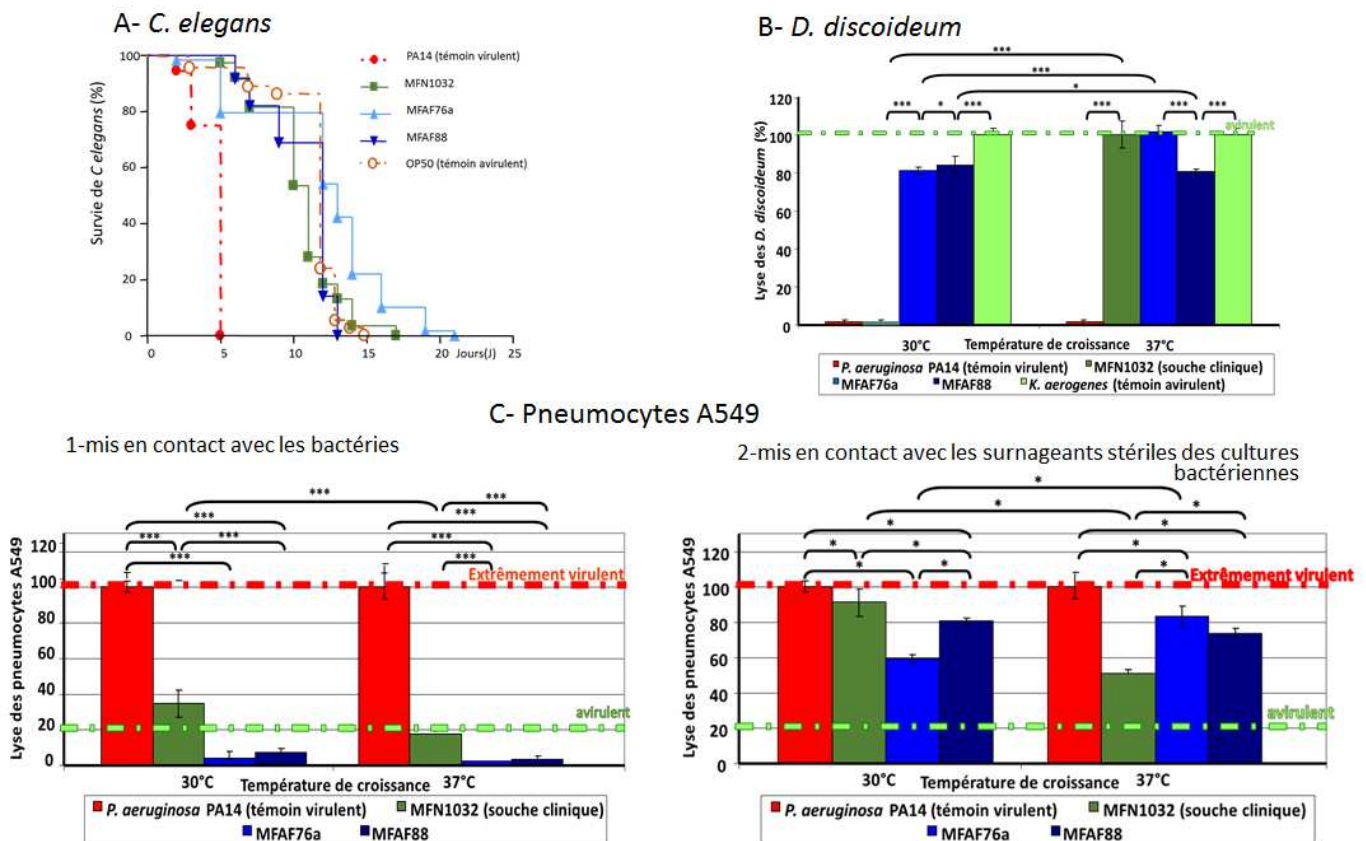 A- C. elegans
100
80
60
40
20
0
Survie de C elegans (%)
0
5
10
15
20
Jours(J)
25
PA14 (témoin virulent)
MFN1032
MFAF76a
MFAF88
OP50 (témoin avirulent)
B- D. discoideum
***
***
*
*** * *** *** *** ***
avirulent
120
100
80
60
40
20
0
Lyse des D. discoideum (%)
30°C Température de croissance 37°C
P. aeruginosa PA14 (témoin virulent) MFN1032 (souche clinique)
MFAF76a MFAF88 K. aerogenes (témoin avirulent)
C- Pneumocytes A549
1-mis en contact avec les bactéries
*** ***
*** ***
*** *** ***
*** ***
Extrêmement virulent
avirulent
120
100
80
60
40
20
0
Lyse des pneumocytes A549
30°C Température de croissance 37°C
P. aeruginosa PA14 (témoin virulent) MFN1032 (souche clinique)
MFAF76a MFAF88
2-mis en contact avec les surnageants stériles des cultures
bactériennes
*
* *
* *
* * *
* * *
Extrêmement virulent
avirulent
120
100
80
60
40
20
0
Lyse des pneumocytes A549
30°C Température de croissance 37°C
P. aeruginosa PA14 (témoin virulent) MFN1032 (souche clinique)
MFAF76a MFAF88